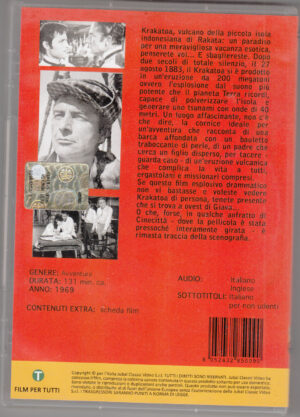 Krakatoa, vulcano della piccola isola
indonesiana di Rakata: un paradiso
per una meravigliosa vacanza esotica,
penserete voi... E sbagliereste. Dopo
due secoli di totale silenzio, il 27
agosto 1883, il Krakatoa si è prodotto
in un'eruzione da 200 megatoni
ovvero l'esplosione dal suono più
potente che il pianeta Terra ricordi,
capace di polverizzare l'isola e
generare uno tsunami con onde di 40
metri. Un luogo affascinante, non c'è
che dire, la cornice ideale per
un'avventura che racconta di una
barca affondata con un bauletto
traboccante di perle, di un padre che
cerca un figlio disperso, per tacere -
guarda caso - di un'eruzione vulcanica
che complica la vita a tutti,
ergastolani e missionari compresi.
Se questo film esplosivo drammatico
non vi bastasse o voleste vedere
Krakatoa di persona, tenete presente
che si trova a ovest di Giava...
O che, forse, in qualche anfratto di
Cinecittà - dove la pellicola è stata
pressoché interamente girata - è
rimasta traccia della scenografia.
GENERE: Avventura
DURATA: 131 min. ca.
ANNO: 1969
CONTENUTI EXTRA: scheda film
AUDIO: Italiano
Inglese
SOTTOTITOLI: Italiano
per non udenti
T
FILM PER TUTTI